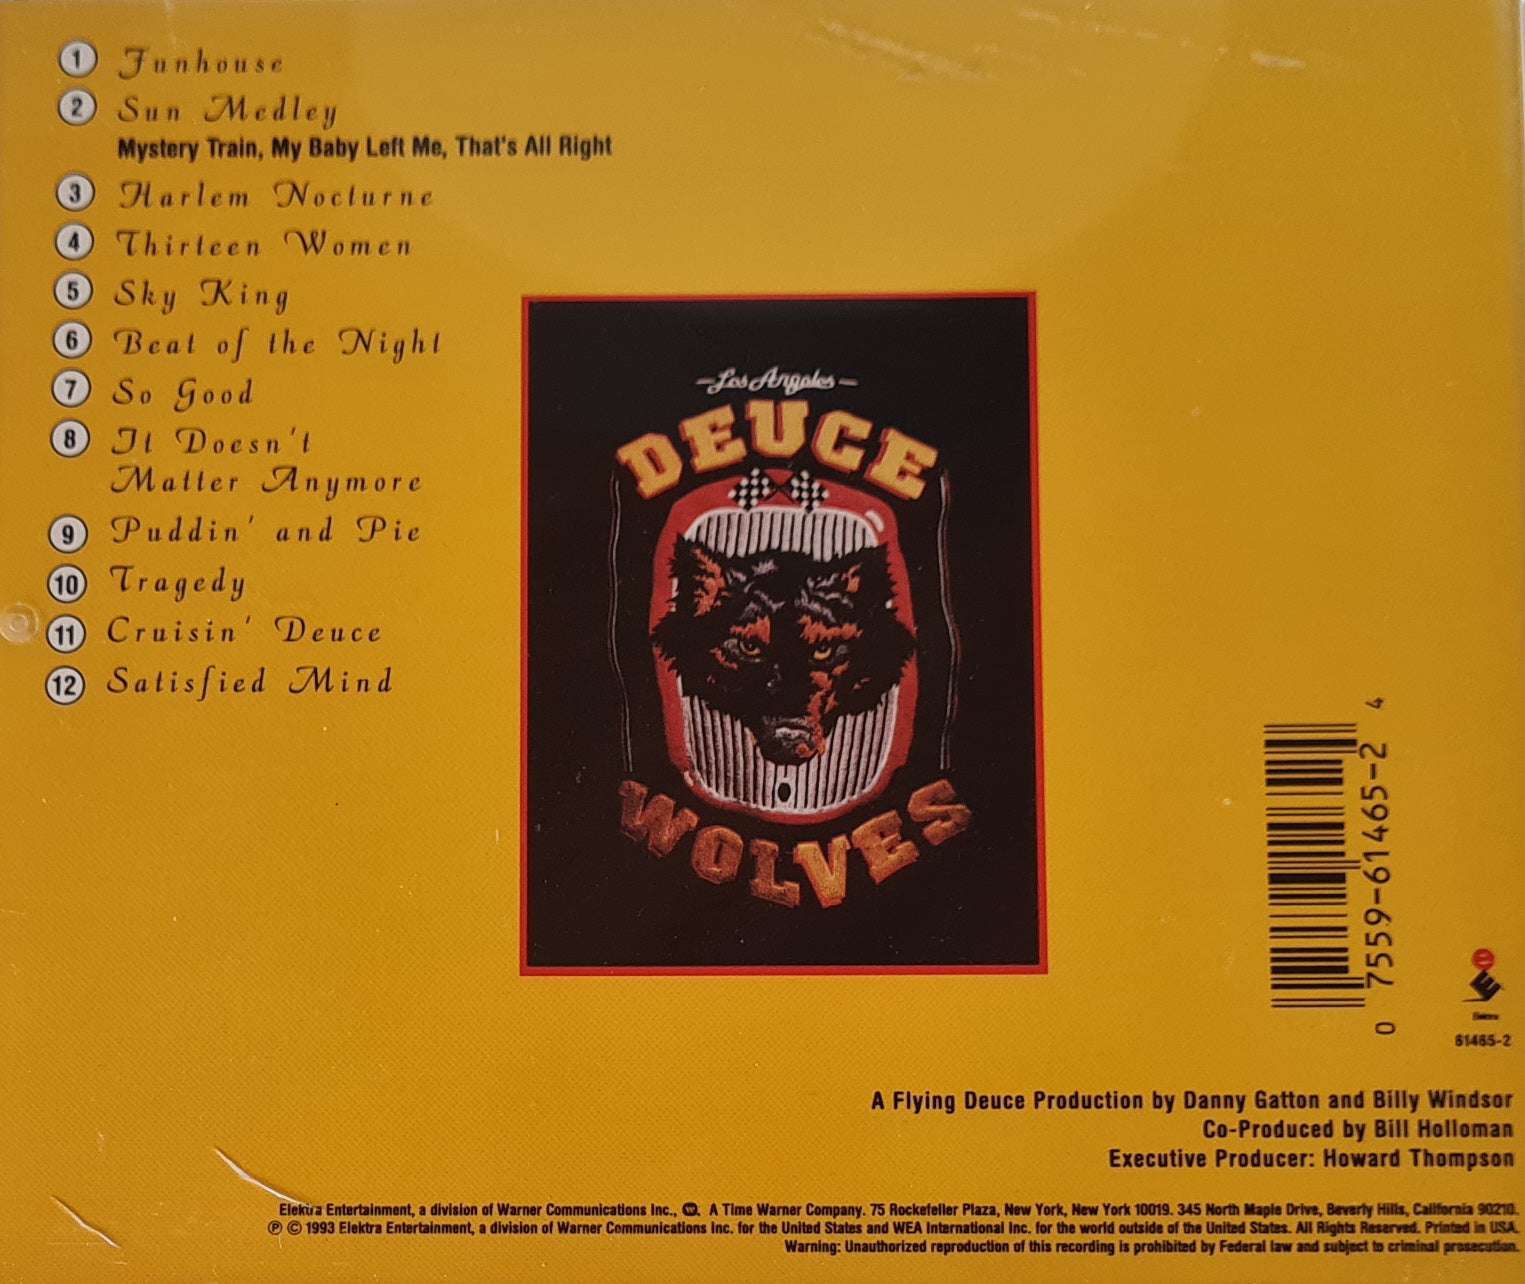 1 Funhouse
2 Sun Medley
Mystery Train, My Baby Left Me, That's All Right
3 Harlem Nocturne
4 Thirteen Women
5 Sky King
6 Beat of the Night
7 So Good
8 It Doesn't
Matter Anymore
9 Puddin' and Pie
10 Tragedy
11 Cruisin' Deuce
12 Satisfied Mind
Los Angeles
DEUCE
WOLVES
0 7559-61465-2 4
e
Elektra
61465-2
A Flying Deuce Production by Danny Gatton and Billy Windsor
Co-Produced by Bill Holloman
Executive Producer: Howard Thompson
Elektra Entertainment, a division of Warner Communications Inc., A Time Warner Company. 75 Rockefeller Plaza, New York, New York 10019. 345 North Maple Drive, Beverly Hills, California 90210.
℗ © 1993 Elektra Entertainment, a division of Warner Communications Inc. for the United States and WEA International Inc. for the world outside of the United States. All Rights Reserved. Printed in USA.
Warning: Unauthorized reproduction of this recording is prohibited by Federal law and subject to criminal prosecution.